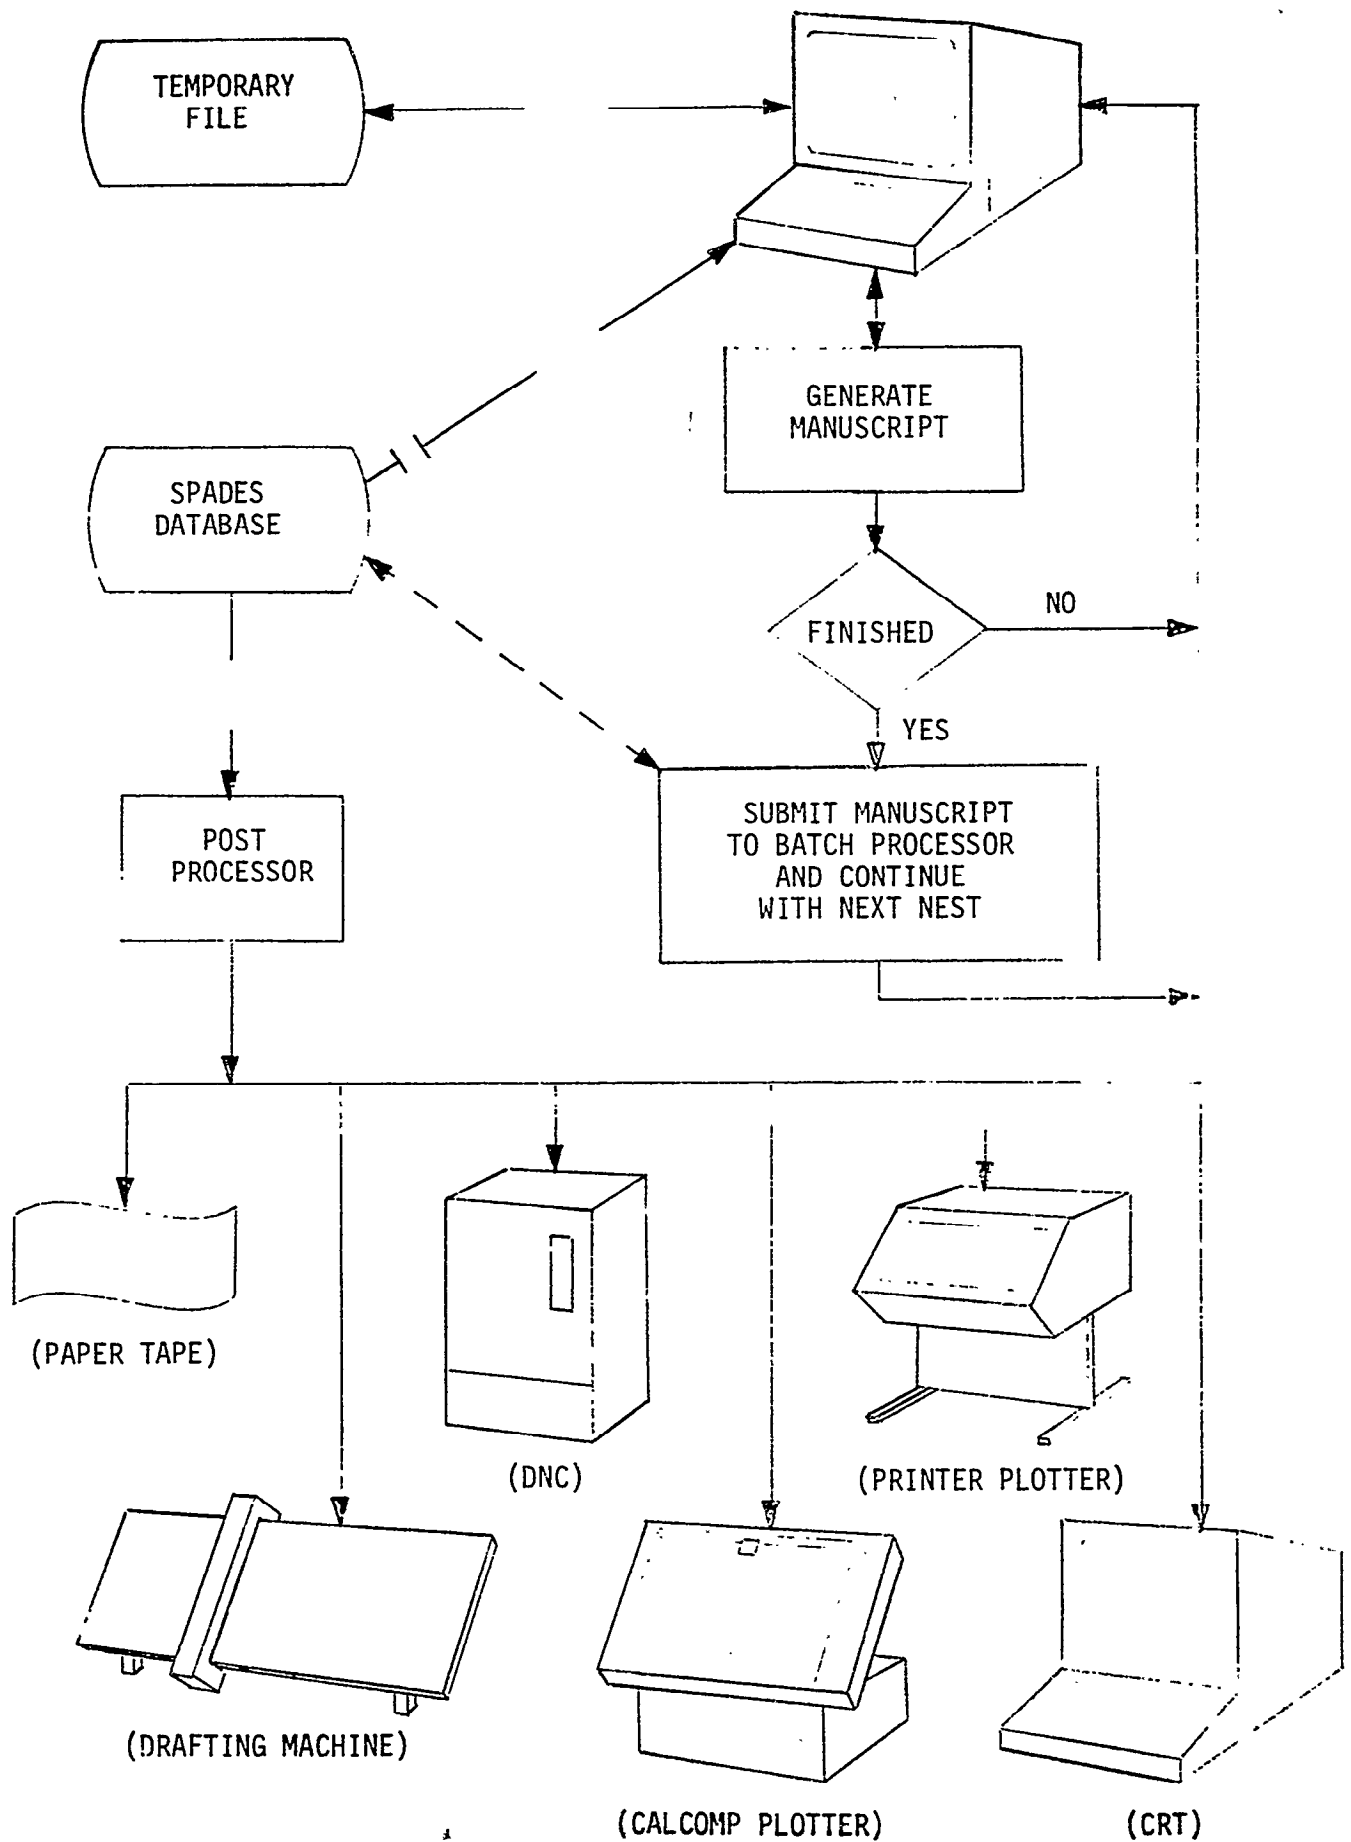 TEMPORARY
FILE
GENERATE
MANUSCRIPT
SPADES
DATABASE
NO
FINISHED
YES
POST
PROCESSOR
SUBMIT MANUSCRIPT
TO BATCH PROCESSOR
AND CONTINUE
WITH NEXT NEST
(PAPER TAPE)
(DNC)
(PRINTER PLOTTER)
(DRAFTING MACHINE)
(CALCOMP PLOTTER)
(CRT)